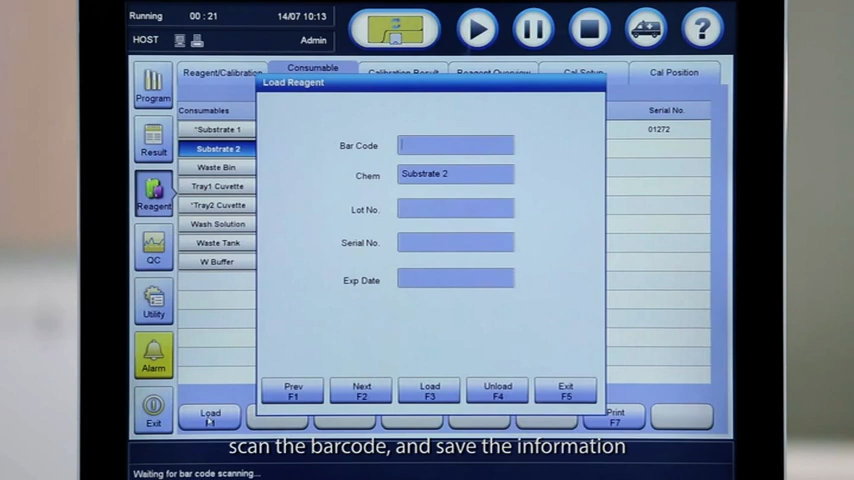 Running 00 : 21 14/07 10:13
HOST Admin
Reagent/Calibration Consumable Calibration Result Reagent Overview Cal Setup Cal Position
Load Reagent
Program
Result
Reagent
QC
Utility
Alarm
Exit
Consumables
*Substrate 1
Substrate 2
Waste Bin
Tray1 Cuvette
*Tray2 Cuvette
Wash Solution
Waste Tank
W Buffer
Bar Code
Chem Substrate 2
Lot No.
Serial No.
Exp Date
Serial No.
01272
Prev F1
Next F2
Load F3
Unload F4
Exit F5
Load F1
Print F7
scan the barcode, and save the information
Waiting for bar code scanning...